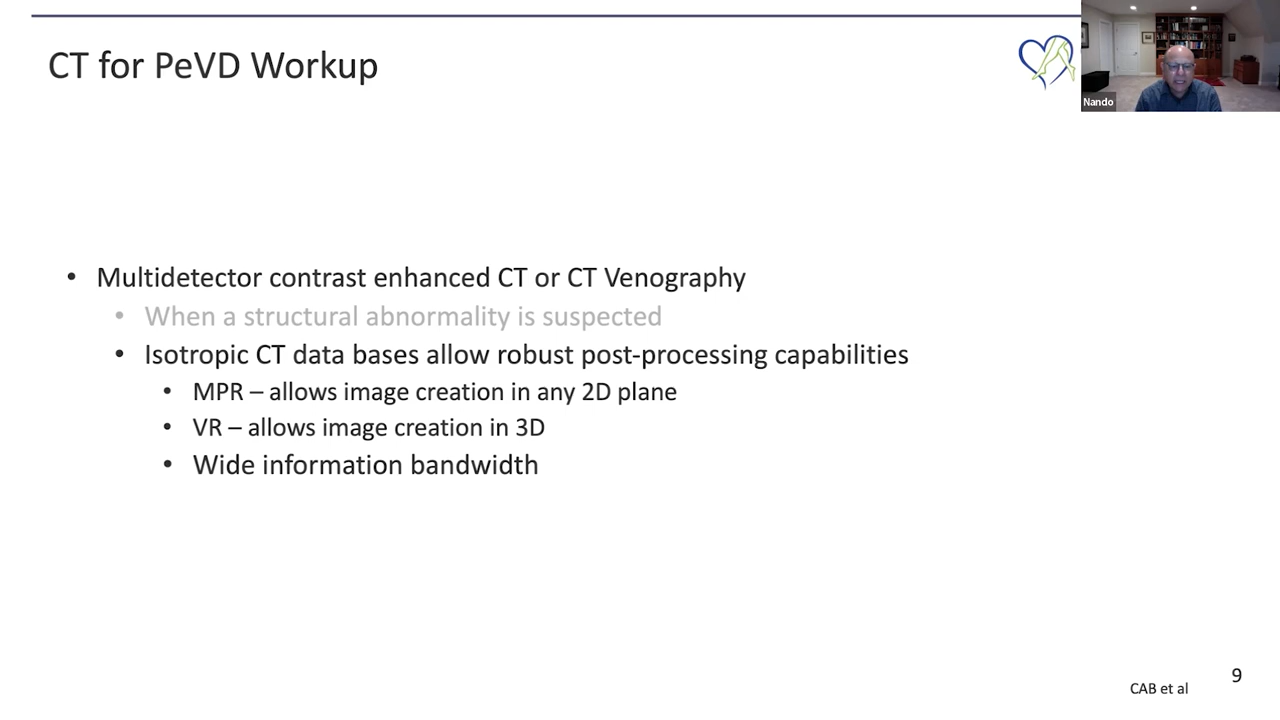 CT for PeVD Workup
Nando
• Multidetector contrast enhanced CT or CT Venography
• When a structural abnormality is suspected
• Isotropic CT data bases allow robust post-processing capabilities
• MPR – allows image creation in any 2D plane
• VR – allows image creation in 3D
• Wide information bandwidth
CAB et al
9